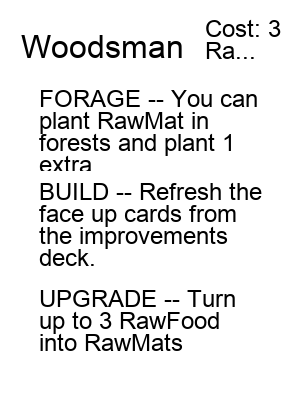 Woodsman
Cost: 3
Ra...
FORAGE -- You can
plant RawMat in
forests and plant 1
extra
BUILD -- Refresh the
face up cards from
the improvements
deck.
UPGRADE -- Turn
up to 3 RawFood
into RawMats